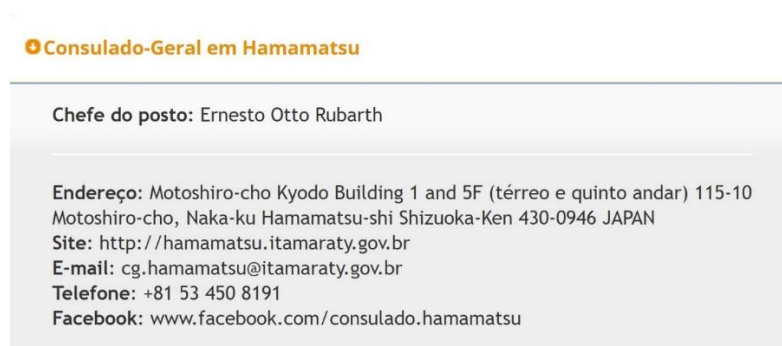 Consulado-Geral em Hamamatsu
Chefe do posto: Ernesto Otto Rubarth
Endereço: Motoshiro-cho Kyodo Building 1 and 5F (térreo e quinto andar) 115-10
Motoshiro-cho, Naka-ku Hamamatsu-shi Shizuoka-Ken 430-0946 JAPAN
Site: http://hamamatsu.itamaraty.gov.br
E-mail: cg.hamamatsu@itamaraty.gov.br
Telefone: +81 53 450 8191
Facebook: www.facebook.com/consulado.hamamatsu